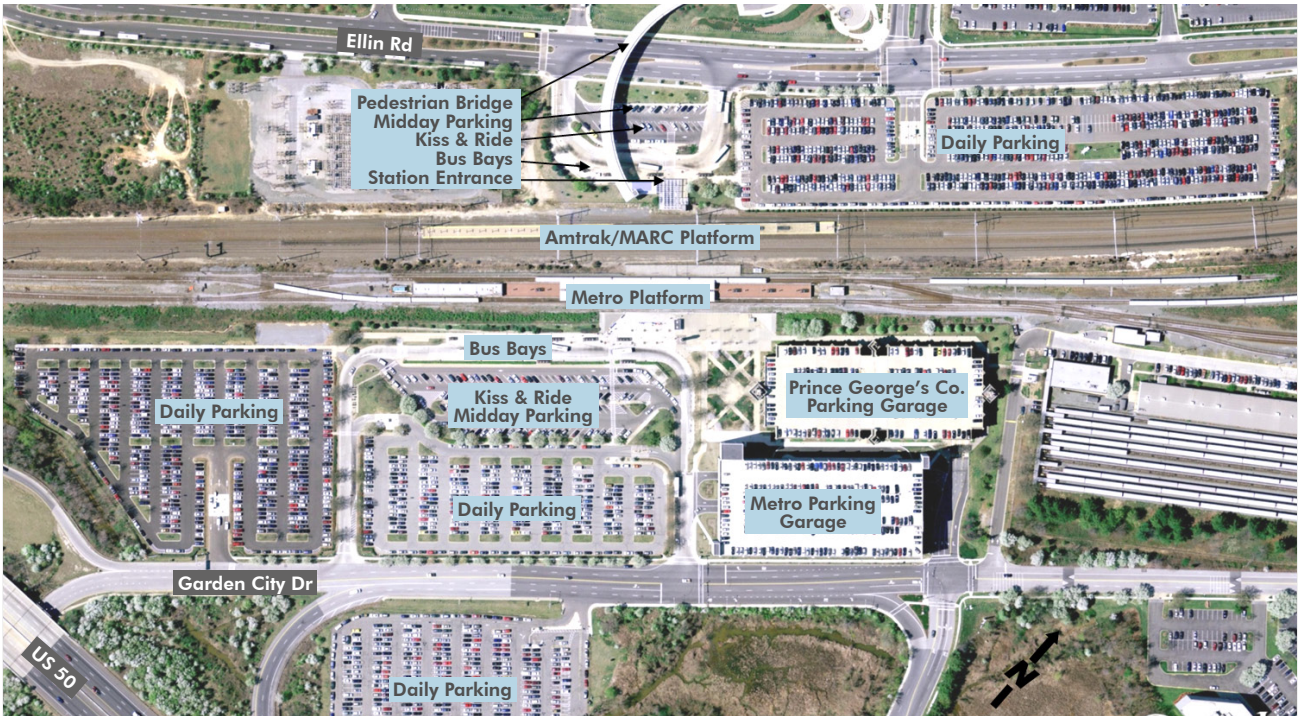 Ellin Rd
Pedestrian Bridge
Midday Parking
Kiss & Ride
Bus Bays
Station Entrance
Daily Parking
Amtrak/MARC Platform
Metro Platform
Bus Bays
Daily Parking
Kiss & Ride
Midday Parking
Prince George's Co.
Parking Garage
Daily Parking
Metro Parking
Garage
Garden City Dr
US 50
Daily Parking
N